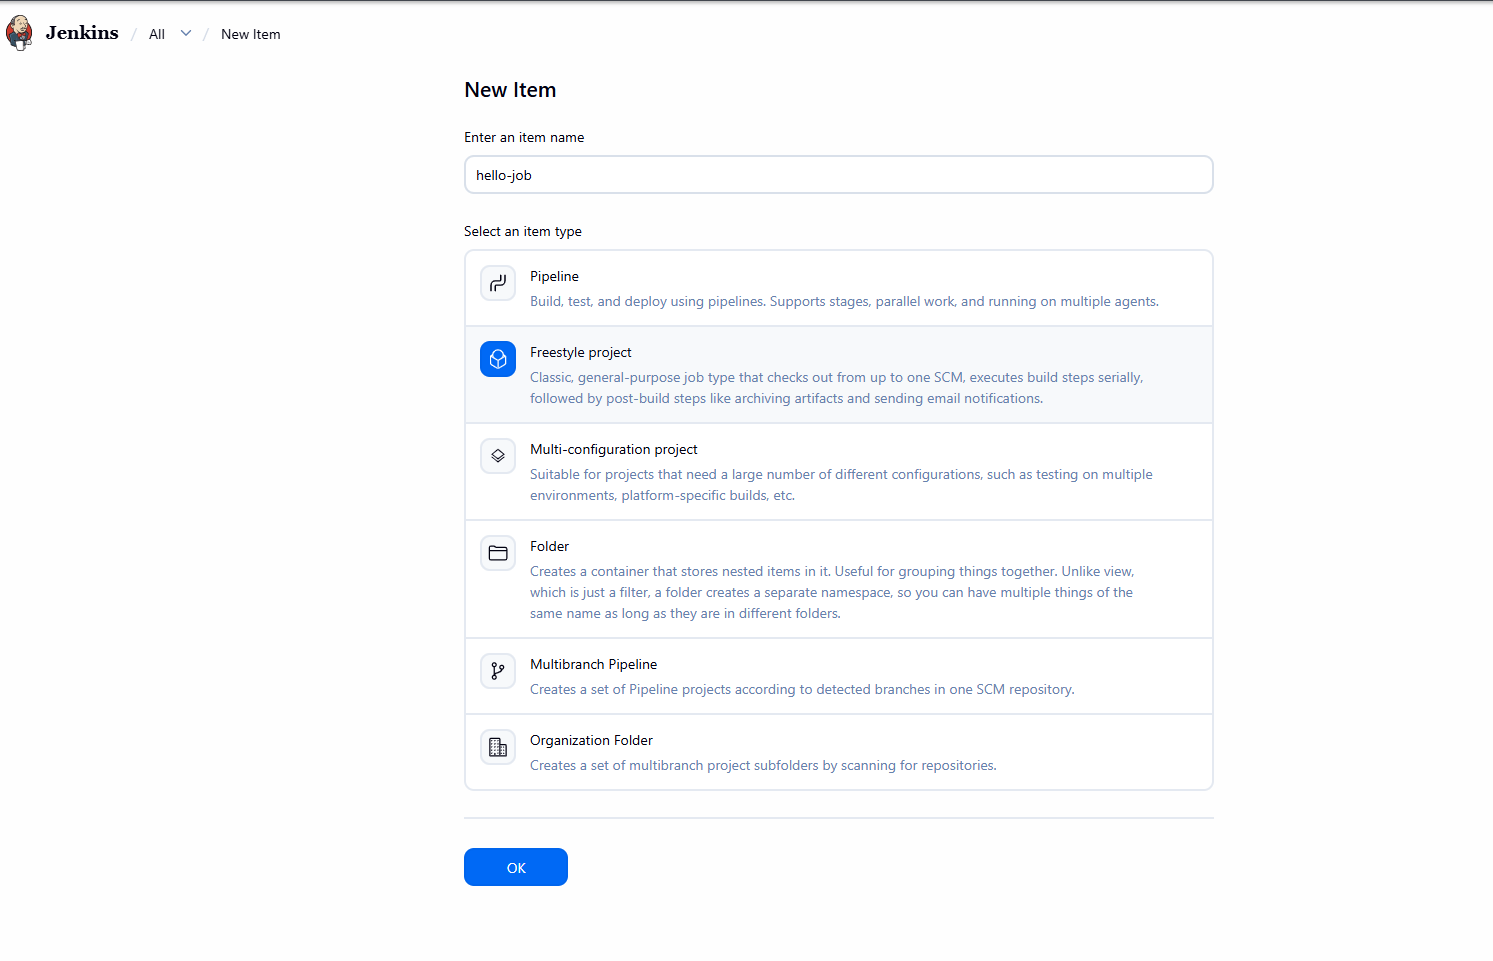 Jenkins / All / New Item
New Item
Enter an item name
hello-job
Select an item type
Pipeline
Build, test, and deploy using pipelines. Supports stages, parallel work, and running on multiple agents.
Freestyle project
Classic, general-purpose job type that checks out from up to one SCM, executes build steps serially,
followed by post-build steps like archiving artifacts and sending email notifications.
Multi-configuration project
Suitable for projects that need a large number of different configurations, such as testing on multiple
environments, platform-specific builds, etc.
Folder
Creates a container that stores nested items in it. Useful for grouping things together. Unlike view,
which is just a filter, a folder creates a separate namespace, so you can have multiple things of the
same name as long as they are in different folders.
Multibranch Pipeline
Creates a set of Pipeline projects according to detected branches in one SCM repository.
Organization Folder
Creates a set of multibranch project subfolders by scanning for repositories.
OK